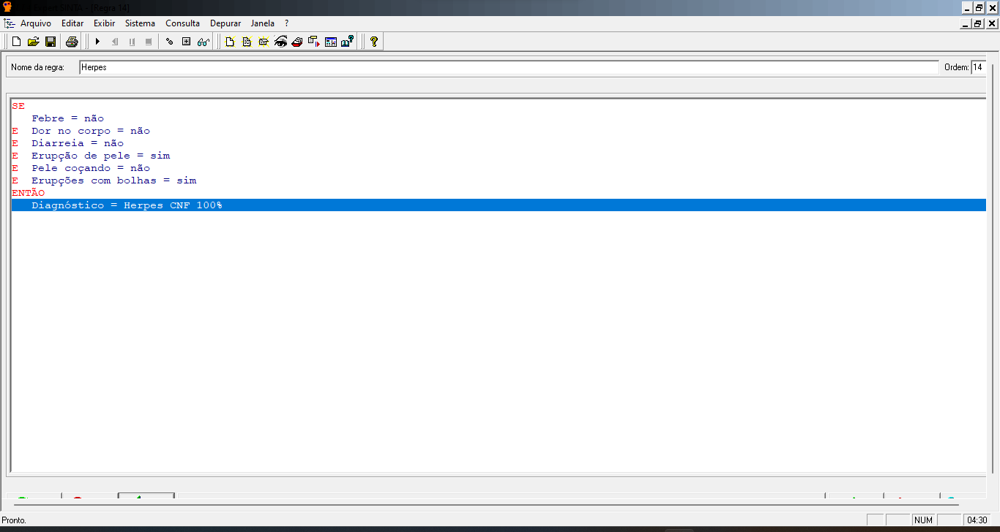 Expert SINTA - [Regra 14]
Arquivo Editar Exibir Sistema Consulta Depurar Janela ?
Nome da regra: Herpes Ordem: 14
SE
Febre = não
E Dor no corpo = não
E Diarreia = não
E Erupção de pele = sim
E Pele coçando = não
E Erupções com bolhas = sim
ENTÃO
Diagnóstico = Herpes CNF 100%
Pronto. NUM 04:30